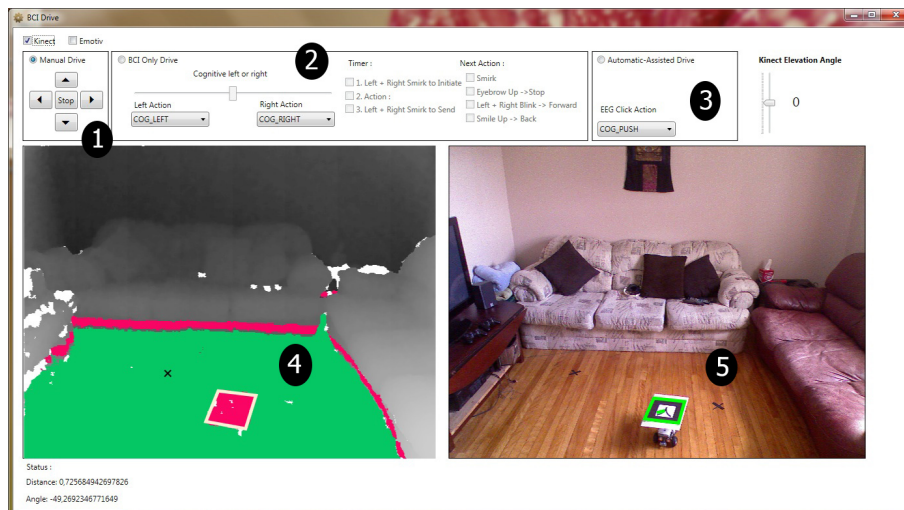 BCI Drive
Kinect
Emotiv
Manual Drive
Stop
1
BCI Only Drive
2
Cognitive left or right
Left Action
Right Action
COG_LEFT
COG_RIGHT
Timer :
1. Left + Right Smirk to Initiate
2. Action :
3. Left + Right Smirk to Send
Next Action :
Smirk
Eyebrow Up ->Stop
Left + Right Blink -> Forward
Smile Up -> Back
Automatic-Assisted Drive
3
EEG Click Action
COG_PUSH
Kinect Elevation Angle
0
4
5
Status :
Distance: 0,725684942697826
Angle: -49,2692346771649